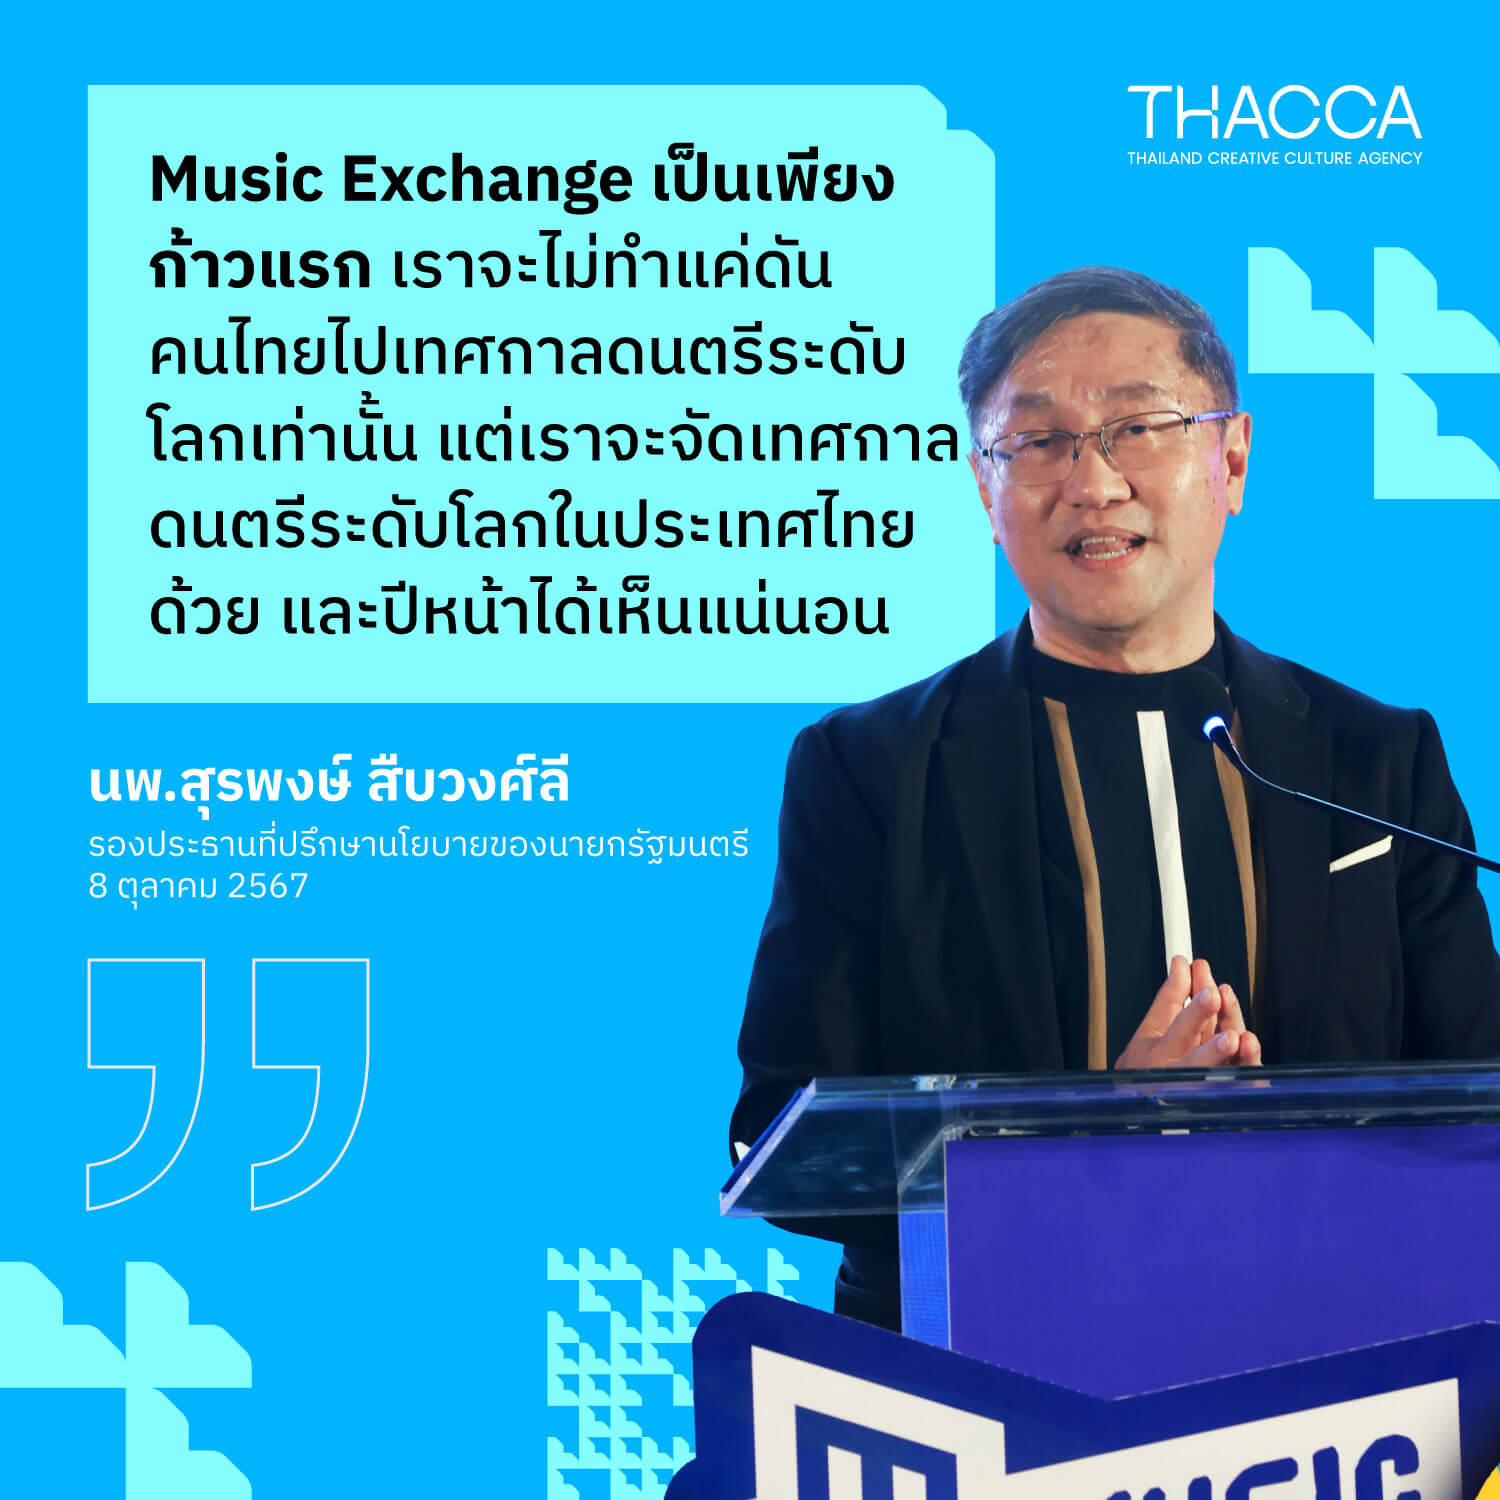 THACCA
THAILAND CREATIVE CULTURE AGENCY
Music Exchange เป็นเพียง
ก้าวแรก เราจะไม่ทำแค่ดัน
คนไทยไปเทศกาลดนตรีระดับ
โลกเท่านั้น แต่เราจะจัดเทศกาล
ดนตรีระดับโลกในประเทศไทย
ด้วย และปีหน้าได้เห็นแน่นอน
นพ.สุรพงษ์ สืบวงศ์ลี
รองประธานที่ปรึกษานโยบายของนายกรัฐมนตรี
8 ตุลาคม 2567
MUSIC